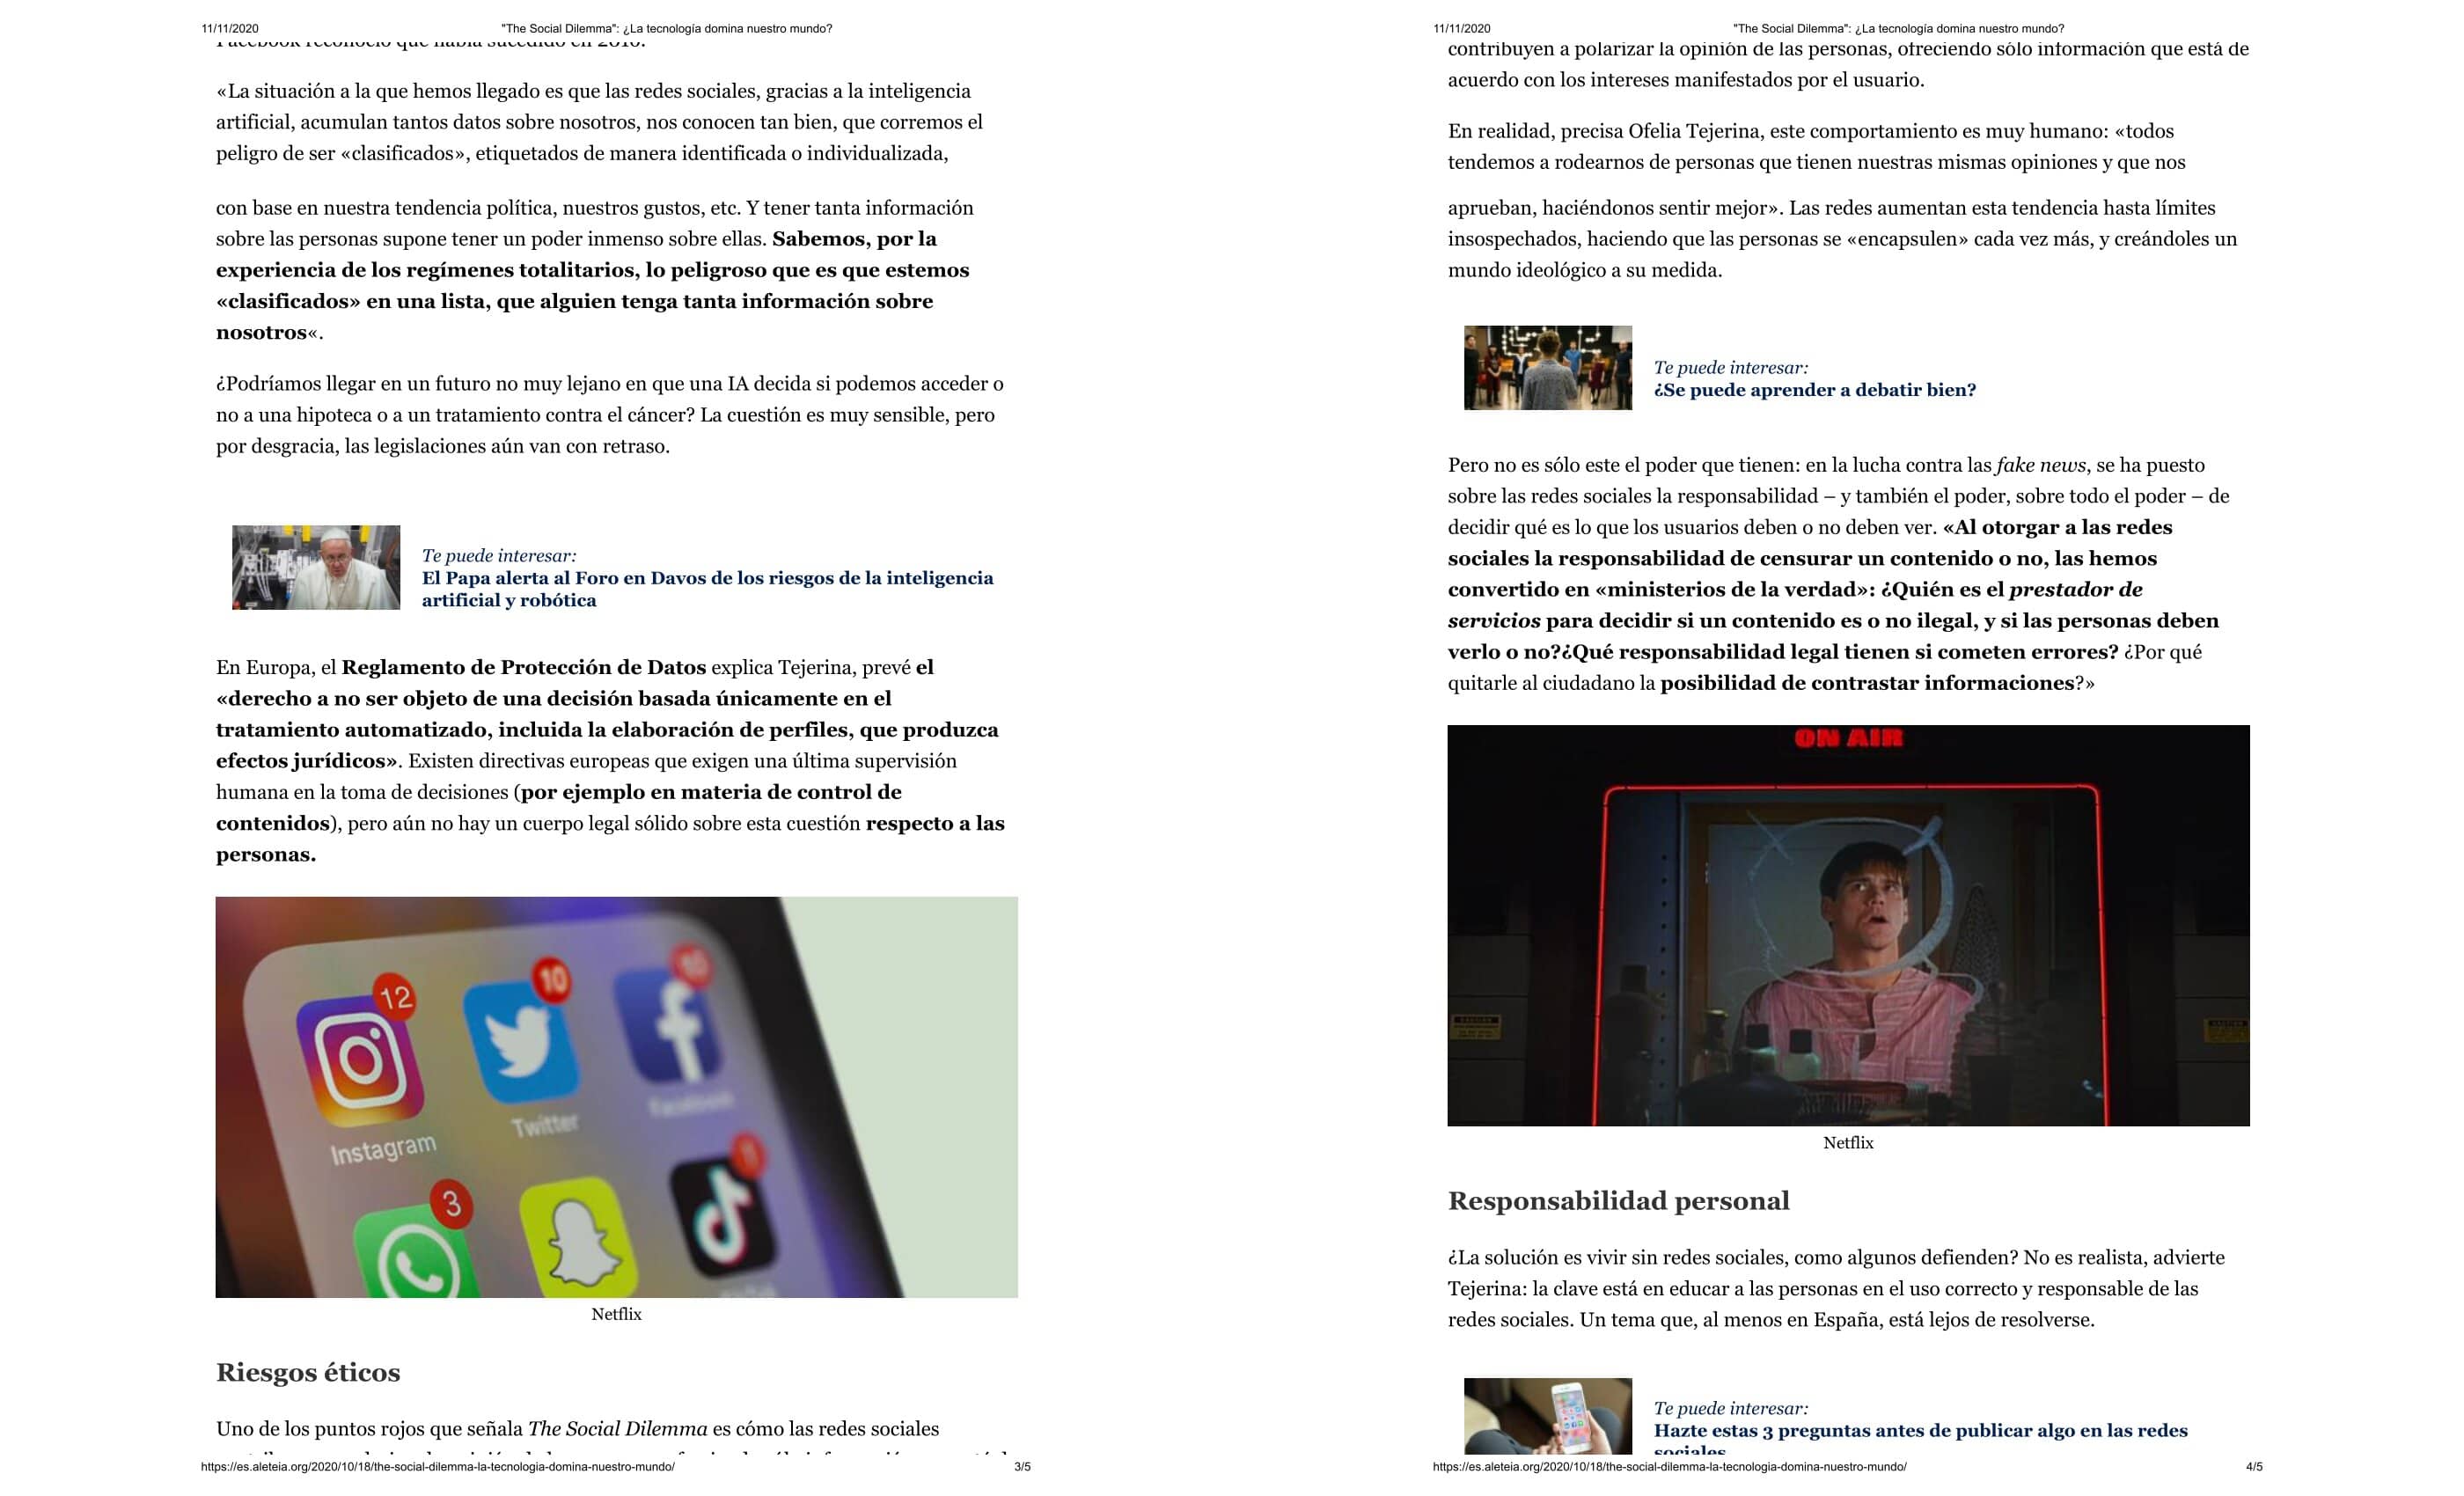 11/11/2020 "The Social Dilemma": ¿La tecnología domina nuestro mundo?
Facebook reconoció que había sucedido en
«La situación a la que hemos llegado es que las redes sociales, gracias a la inteligencia
artificial, acumulan tantos datos sobre nosotros, nos conocen tan bien, que corremos el
peligro de ser «clasificados», etiquetados de manera identificada o individualizada,
con base en nuestra tendencia política, nuestros gustos, etc. Y tener tanta información
sobre las personas supone tener un poder inmenso sobre ellas. Sabemos, por la
experiencia de los regímenes totalitarios, lo peligroso que es que estemos
«clasificados» en una lista, que alguien tenga tanta información sobre
nosotros«.
¿Podríamos llegar en un futuro no muy lejano en que una IA decida si podemos acceder o
no a una hipoteca o a un tratamiento contra el cáncer? La cuestión es muy sensible, pero
por desgracia, las legislaciones aún van con retraso.
Te puede interesar:
El Papa alerta al Foro en Davos de los riesgos de la inteligencia
artificial y robótica
En Europa, el Reglamento de Protección de Datos explica Tejerina, prevé el
«derecho a no ser objeto de una decisión basada únicamente en el
tratamiento automatizado, incluida la elaboración de perfiles, que produzca
efectos jurídicos». Existen directivas europeas que exigen una última supervisión
humana en la toma de decisiones (por ejemplo en materia de control de
contenidos), pero aún no hay un cuerpo legal sólido sobre esta cuestión respecto a las
personas.
12
10
Instagram
Twitter
Facebook
3
11
Netflix
Riesgos éticos
Uno de los puntos rojos que señala The Social Dilemma es cómo las redes sociales
https://es.aleteia.org/2020/10/18/the-social-dilemma-la-tecnologia-domina-nuestro-mundo/ 3/5
11/11/2020 "The Social Dilemma": ¿La tecnología domina nuestro mundo?
contribuyen a polarizar la opinión de las personas, ofreciendo sólo información que está de
acuerdo con los intereses manifestados por el usuario.
En realidad, precisa Ofelia Tejerina, este comportamiento es muy humano: «todos
tendemos a rodearnos de personas que tienen nuestras mismas opiniones y que nos
aprueban, haciéndonos sentir mejor». Las redes aumentan esta tendencia hasta límites
insospechados, haciendo que las personas se «encapsulen» cada vez más, y creándoles un
mundo ideológico a su medida.
Te puede interesar:
¿Se puede aprender a debatir bien?
Pero no es sólo este el poder que tienen: en la lucha contra las fake news, se ha puesto
sobre las redes sociales la responsabilidad – y también el poder, sobre todo el poder – de
decidir qué es lo que los usuarios deben o no deben ver. «Al otorgar a las redes
sociales la responsabilidad de censurar un contenido o no, las hemos
convertido en «ministerios de la verdad»: ¿Quién es el prestador de
servicios para decidir si un contenido es o no ilegal, y si las personas deben
verlo o no?¿Qué responsabilidad legal tienen si cometen errores? ¿Por qué
quitarle al ciudadano la posibilidad de contrastar informaciones?»
ON AIR
Netflix
Responsabilidad personal
¿La solución es vivir sin redes sociales, como algunos defienden? No es realista, advierte
Tejerina: la clave está en educar a las personas en el uso correcto y responsable de las
redes sociales. Un tema que, al menos en España, está lejos de resolverse.
Te puede interesar:
Hazte estas 3 preguntas antes de publicar algo en las redes
sociales
https://es.aleteia.org/2020/10/18/the-social-dilemma-la-tecnologia-domina-nuestro-mundo/ 4/5